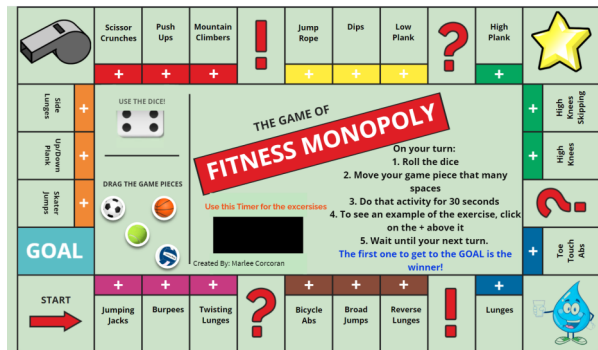 Scissor
Crunches
Push
Ups
Mountain
Climbers
!
Jump
Rope
Dips
Low
Plank
?
High
Plank
+
+
+
+
+
+
+
Side
Lunges
+
Up/Down
Plank
+
Skater
Jumps
+
GOAL
USE THE DICE!
DRAG THE GAME PIECES
THE GAME OF
FITNESS MONOPOLY
Use this Timer for the excersises
Created By: Marlee Corcoran
On your turn:
1. Roll the dice
2. Move your game piece that many
spaces
3. Do that activity for 30 seconds
4. To see an example of the exercise, click
on the + above it
5. Wait until your next turn.
The first one to get to the GOAL is the
winner!
+
High
Knees
Skipping
+
High
Knees
?
+
Toe
Touch
Abs
START
+
+
+
+
+
+
+
Jumping
Jacks
Burpees
Twisting
Lunges
?
Bicycle
Abs
Broad
Jumps
Reverse
Lunges
!
Lunges